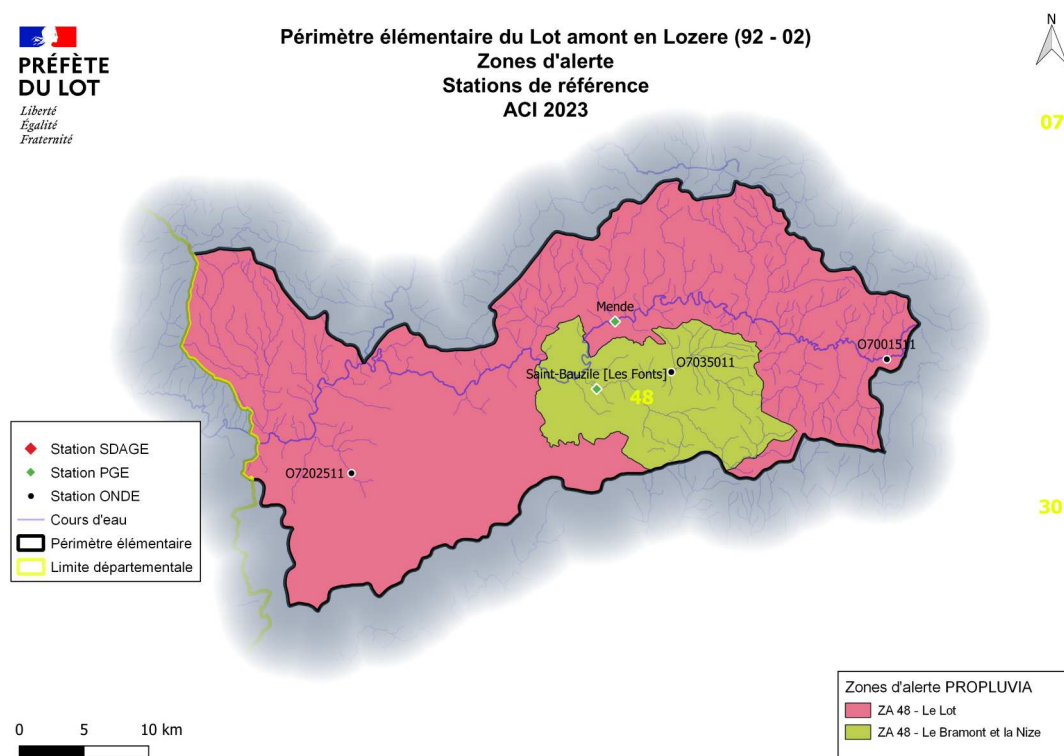 PRÉFÈTE
DU LOT
Liberté
Égalité
Fraternité
Périmètre élémentaire du Lot amont en Lozere (92 - 02)
Zones d'alerte
Stations de référence
ACI 2023
N
07
Mende
O7001511
O7035011
Saint-Bauzile [Les Fonts]
48
O7202511
30
Station SDAGE
Station PGE
Station ONDE
Cours d'eau
Périmètre élémentaire
Limite départementale
Zones d'alerte PROPLUVIA
ZA 48 - Le Lot
ZA 48 - Le Bramont et la Nize
0 5 10 km